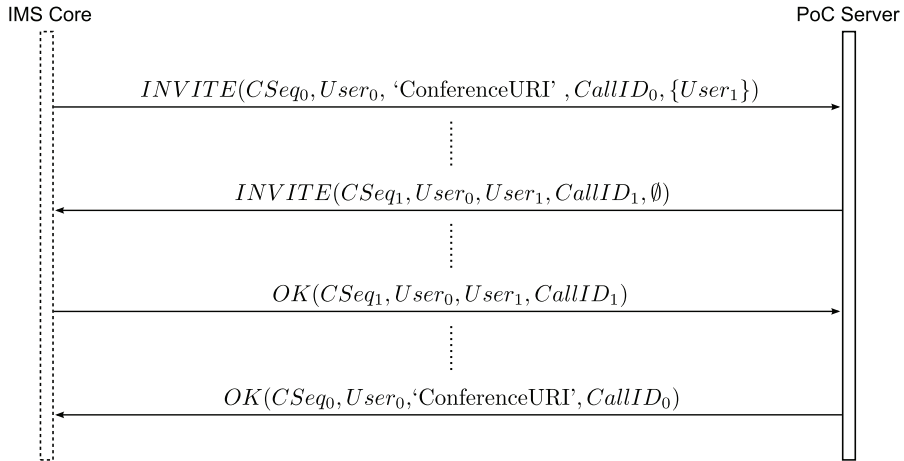 IMS Core
PoC Server
INVITE(CSeq₀, User₀, ‘ConferenceURI’ , CallID₀, {User₁})
INVITE(CSeq₁, User₀, User₁, CallID₁, ∅)
OK(CSeq₁, User₀, User₁, CallID₁)
OK(CSeq₀, User₀,‘ConferenceURI’, CallID₀)